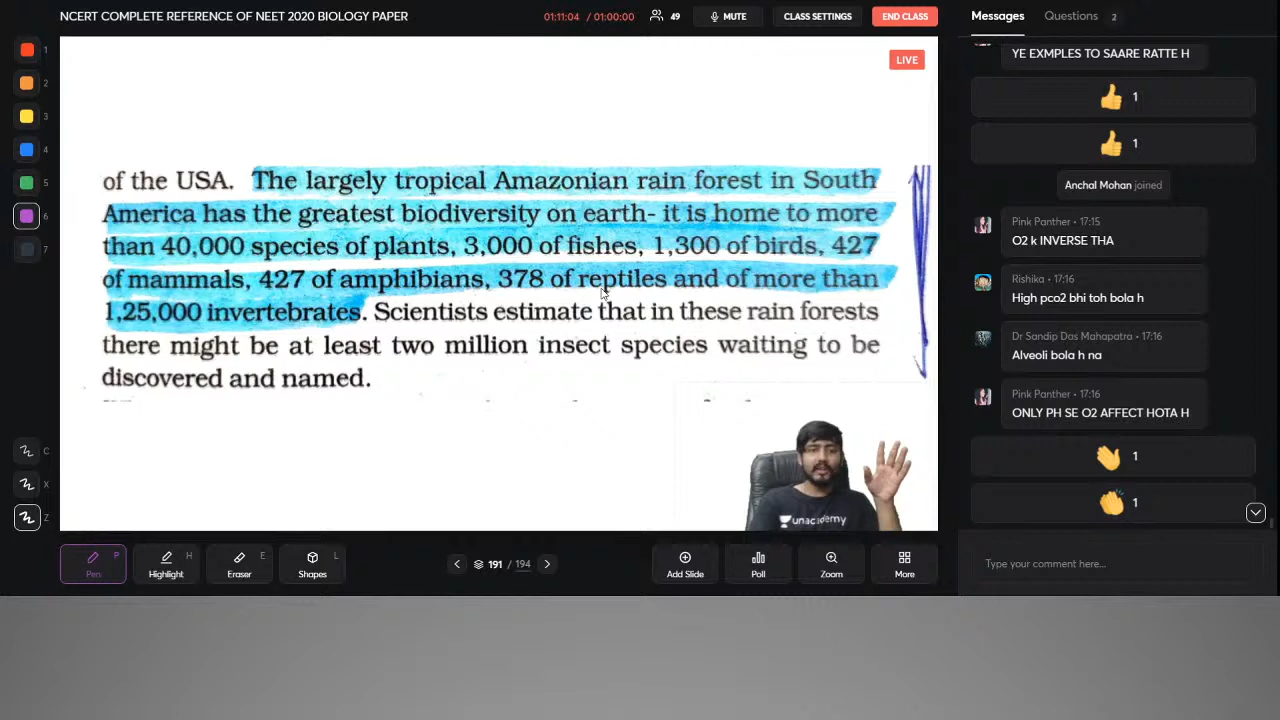 NCERT COMPLETE REFERENCE OF NEET 2020 BIOLOGY PAPER
01:11:04 / 01:00:00
49
MUTE
CLASS SETTINGS
END CLASS
Messages
Questions 2
LIVE
1
2
3
4
5
6
7
C
X
Z
of the USA. The largely tropical Amazonian rain forest in South
America has the greatest biodiversity on earth- it is home to more
than 40,000 species of plants, 3,000 of fishes, 1,300 of birds, 427
of mammals, 427 of amphibians, 378 of reptiles and of more than
1,25,000 invertebrates. Scientists estimate that in these rain forests
there might be at least two million insect species waiting to be
discovered and named.
unacademy
YE EXMPLES TO SAARE RATTE H
1
1
Anchal Mohan joined
Pink Panther • 17:15
O2 k INVERSE THA
Rishika • 17:16
High pco2 bhi toh bola h
Dr Sandip Das Mahapatra • 17:16
Alveoli bola h na
Pink Panther • 17:16
ONLY PH SE O2 AFFECT HOTA H
1
1
Type your comment here...
P
Pen
H
Highlight
E
Eraser
L
Shapes
191 / 194
Add Slide
Poll
Zoom
More